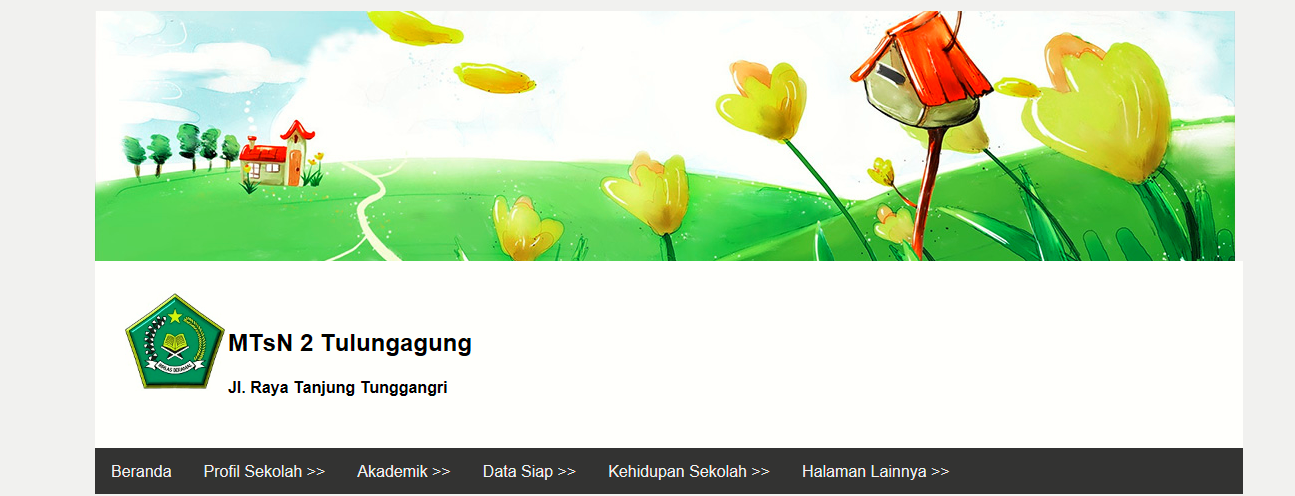 IKHLAS BERAMAL
MTsN 2 Tulungagung
Jl. Raya Tanjung Tunggangri
Beranda Profil Sekolah >> Akademik >> Data Siap >> Kehidupan Sekolah >> Halaman Lainnya >>